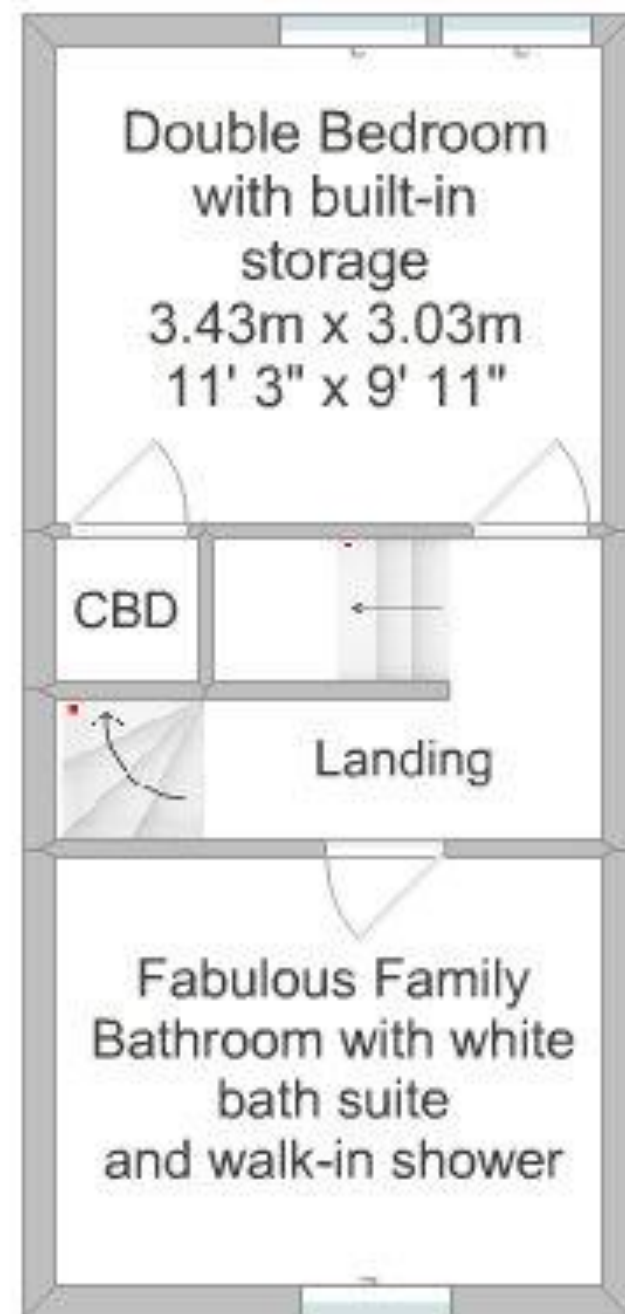 Double Bedroom
with built-in
storage
3.43m x 3.03m
11' 3" x 9' 11"
CBD
Landing
Fabulous Family
Bathroom with white
bath suite
and walk-in shower